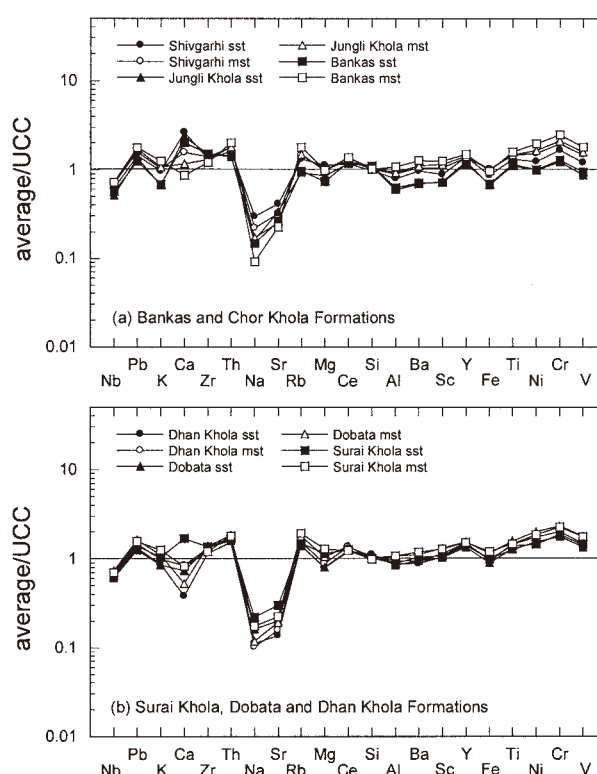 (a)
100
10
1
0.1
0.01
average/UCC
Shivgarhi sst
Shivgarhi mst
Jungli Khola sst
Jungli Khola mst
Bankas sst
Bankas mst
(a) Bankas and Chor Khola Formations
Pb Ca Th Sr Mg Si Ba Y Ti Cr
Nb K Zr Na Rb Ce Al Sc Fe Ni V
100
10
1
0.1
0.01
average/UCC
Dhan Khola sst
Dhan Khola mst
Dobata sst
Dobata mst
Surai Khola sst
Surai Khola mst
(b) Surai Khola, Dobata and Dhan Khola Formations
Pb Ca Th Sr Mg Si Ba Y Ti Cr
Nb K Zr Na Rb Ce Al Sc Fe Ni V